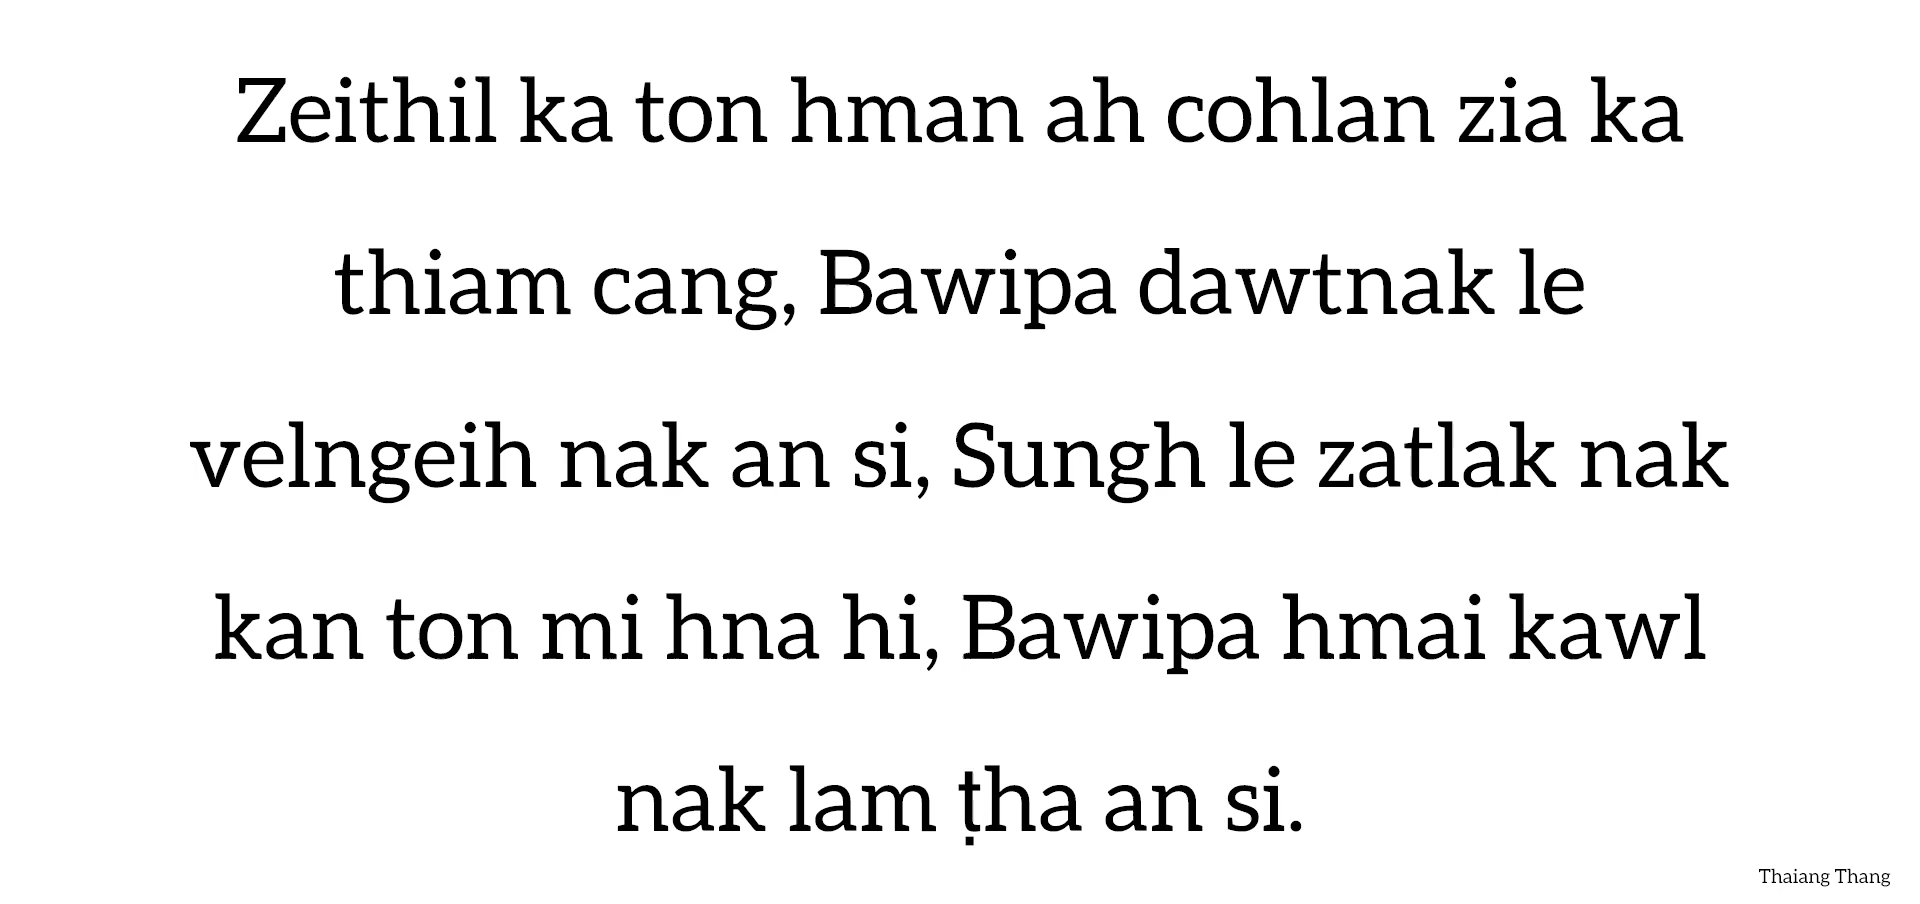 Zeithil ka ton hman ah cohlan zia ka
thiam cang, Bawipa dawtnak le
velngeih nak an si, Sungh le zatlak nak
kan ton mi hna hi, Bawipa hmai kawl
nak lam ṭha an si.
Thaiang Thang